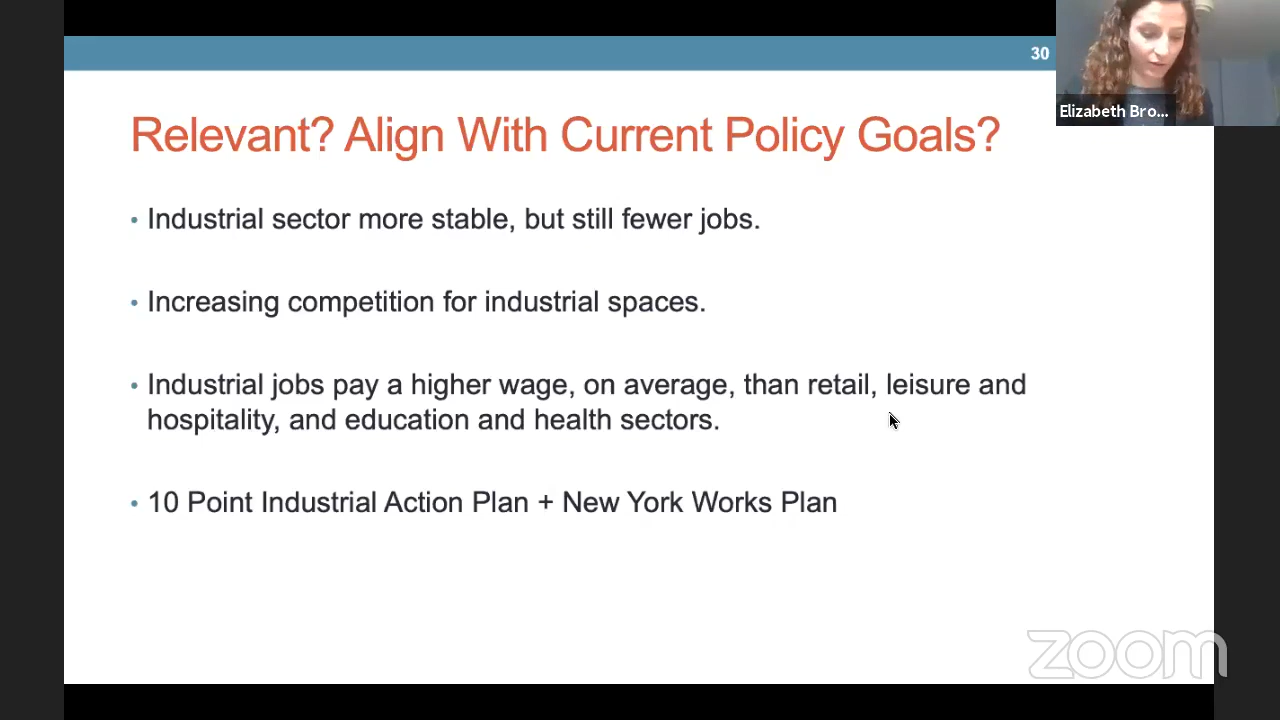 30
Elizabeth Bro...
Relevant? Align With Current Policy Goals?
• Industrial sector more stable, but still fewer jobs.
• Increasing competition for industrial spaces.
• Industrial jobs pay a higher wage, on average, than retail, leisure and
hospitality, and education and health sectors.
• 10 Point Industrial Action Plan + New York Works Plan
zoom